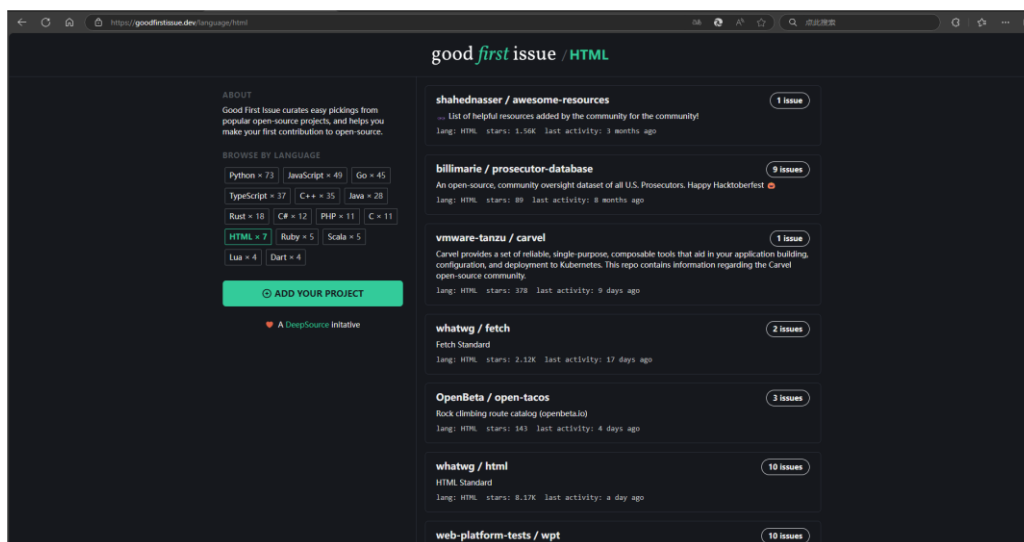 https://goodfirstissue.dev/language/html
点此搜索
good first issue / HTML
ABOUT
Good First Issue curates easy pickings from
popular open-source projects, and helps you
make your first contribution to open-source.
BROWSE BY LANGUAGE
Python × 73 JavaScript × 49 Go × 45
TypeScript × 37 C++ × 35 Java × 28
Rust × 18 C# × 12 PHP × 11 C × 11
HTML × 7 Ruby × 5 Scala × 5
Lua × 4 Dart × 4
ADD YOUR PROJECT
A DeepSource initative
shahednasser / awesome-resources 1 issue
List of helpful resources added by the community for the community!
lang: HTML stars: 1.56K last activity: 3 months ago
billimarie / prosecutor-database 9 issues
An open-source, community oversight dataset of all U.S. Prosecutors. Happy Hacktoberfest
lang: HTML stars: 89 last activity: 8 months ago
vmware-tanzu / carvel 1 issue
Carvel provides a set of reliable, single-purpose, composable tools that aid in your application building,
configuration, and deployment to Kubernetes. This repo contains information regarding the Carvel
open-source community.
lang: HTML stars: 378 last activity: 9 days ago
whatwg / fetch 2 issues
Fetch Standard
lang: HTML stars: 2.12K last activity: 17 days ago
OpenBeta / open-tacos 3 issues
Rock climbing route catalog (openbeta.io)
lang: HTML stars: 143 last activity: 4 days ago
whatwg / html 10 issues
HTML Standard
lang: HTML stars: 8.17K last activity: a day ago
web-platform-tests / wpt 10 issues